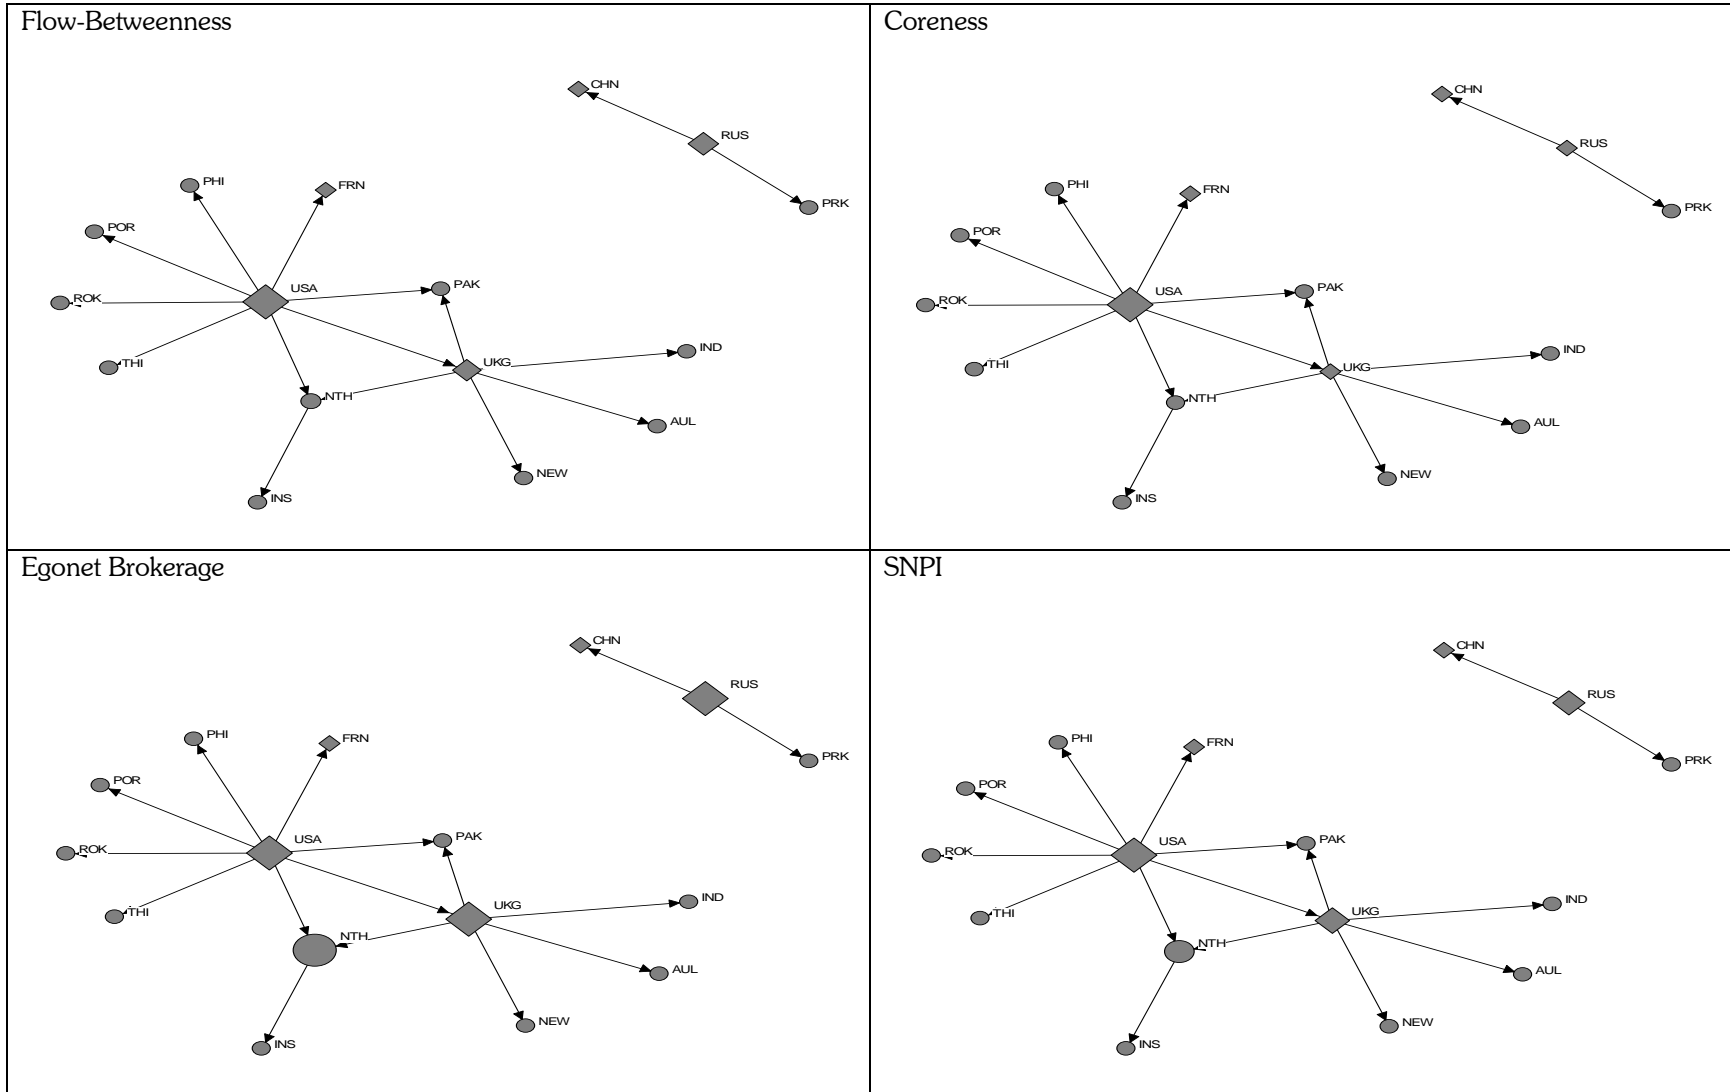 Flow-Betweenness
CHN
RUS
PHI
FRN
PRK
POR
USA
PAK
ROK
IND
UKG
THI
NTH
AUL
NEW
INS
Coreness
CHN
RUS
PHI
FRN
PRK
POR
USA
PAK
ROK
IND
THI
UKG
NTH
AUL
NEW
INS
Egonet Brokerage
CHN
RUS
PHI
FRN
PRK
POR
USA
PAK
ROK
IND
UKG
THI
NTH
AUL
NEW
INS
SNPI
CHN
RUS
PHI
FRN
PRK
POR
USA
PAK
ROK
IND
UKG
THI
NTH
AUL
NEW
INS